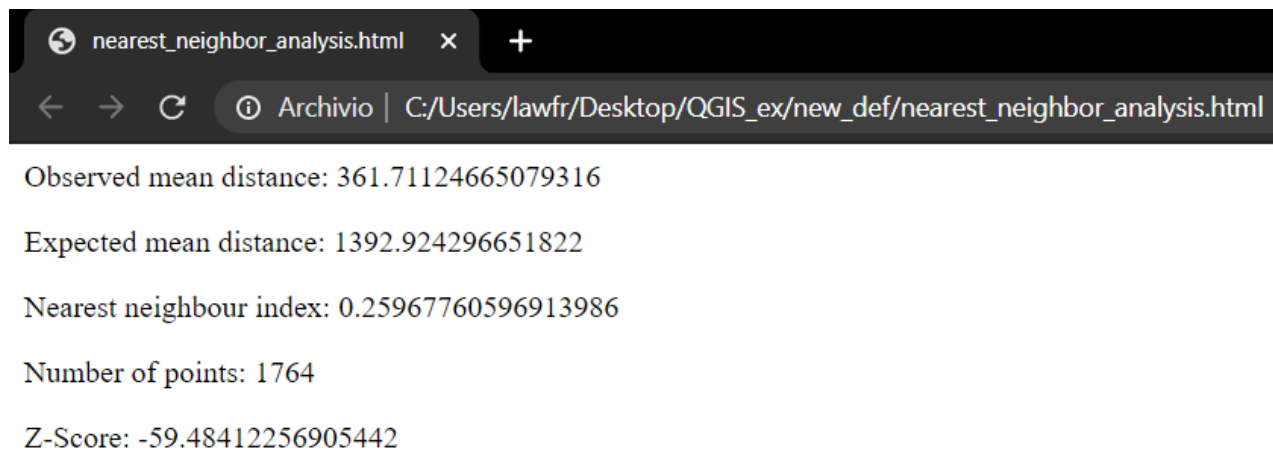 nearest_neighbor_analysis.html
Archivio | C:/Users/lawfr/Desktop/QGIS_ex/new_def/nearest_neighbor_analysis.html
Observed mean distance: 361.71124665079316
Expected mean distance: 1392.924296651822
Nearest neighbour index: 0.25967760596913986
Number of points: 1764
Z-Score: -59.48412256905442